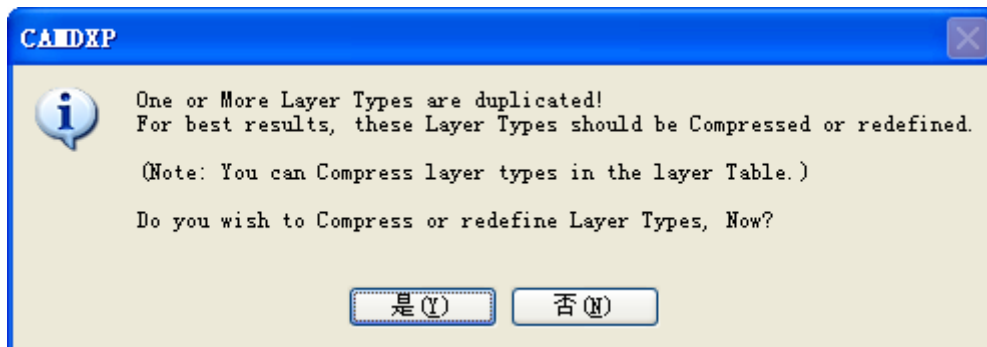 CAMDXP
One or More Layer Types are duplicated!
For best results, these Layer Types should be Compressed or redefined.
(Note: You can Compress layer types in the layer Table.)
Do you wish to Compress or redefine Layer Types, Now?
是(Y) 否(N)